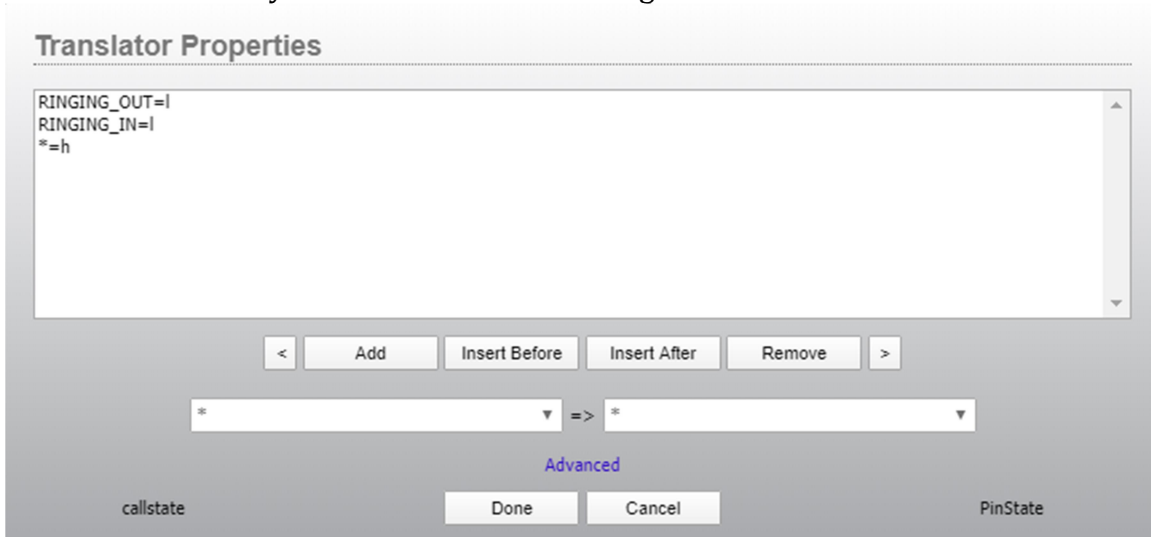 Translator Properties
RINGING_OUT=l
RINGING_IN=l
*=h
< Add Insert Before Insert After Remove >
* => *
Advanced
callstate Done Cancel PinState